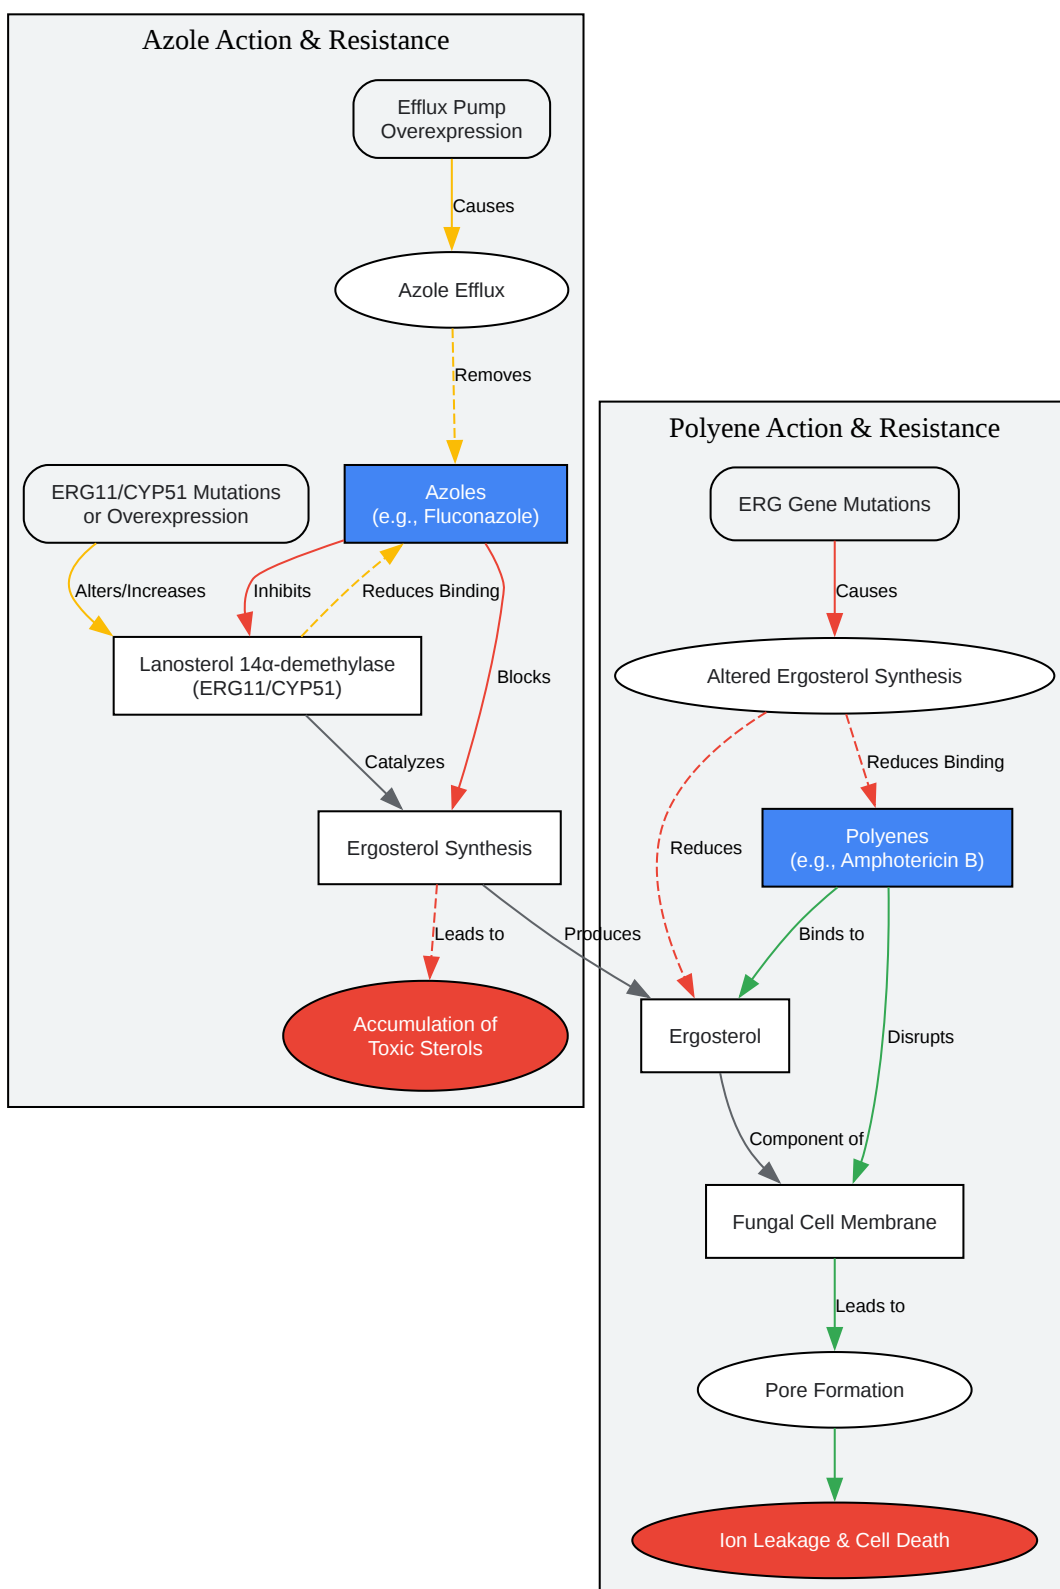 Azole Action & Resistance
Efflux Pump
Overexpression
Causes
Azole Efflux
Removes
ERG11/CYP51 Mutations
or Overexpression
Azoles
(e.g., Fluconazole)
Alters/Increases
Inhibits
Reduces Binding
Lanosterol 14α-demethylase
(ERG11/CYP51)
Blocks
Catalyzes
Ergosterol Synthesis
Leads to
Produces
Accumulation of
Toxic Sterols
Polyene Action & Resistance
ERG Gene Mutations
Causes
Altered Ergosterol Synthesis
Reduces Binding
Reduces
Polyenes
(e.g., Amphotericin B)
Binds to
Ergosterol
Disrupts
Component of
Fungal Cell Membrane
Leads to
Pore Formation
Ion Leakage & Cell Death